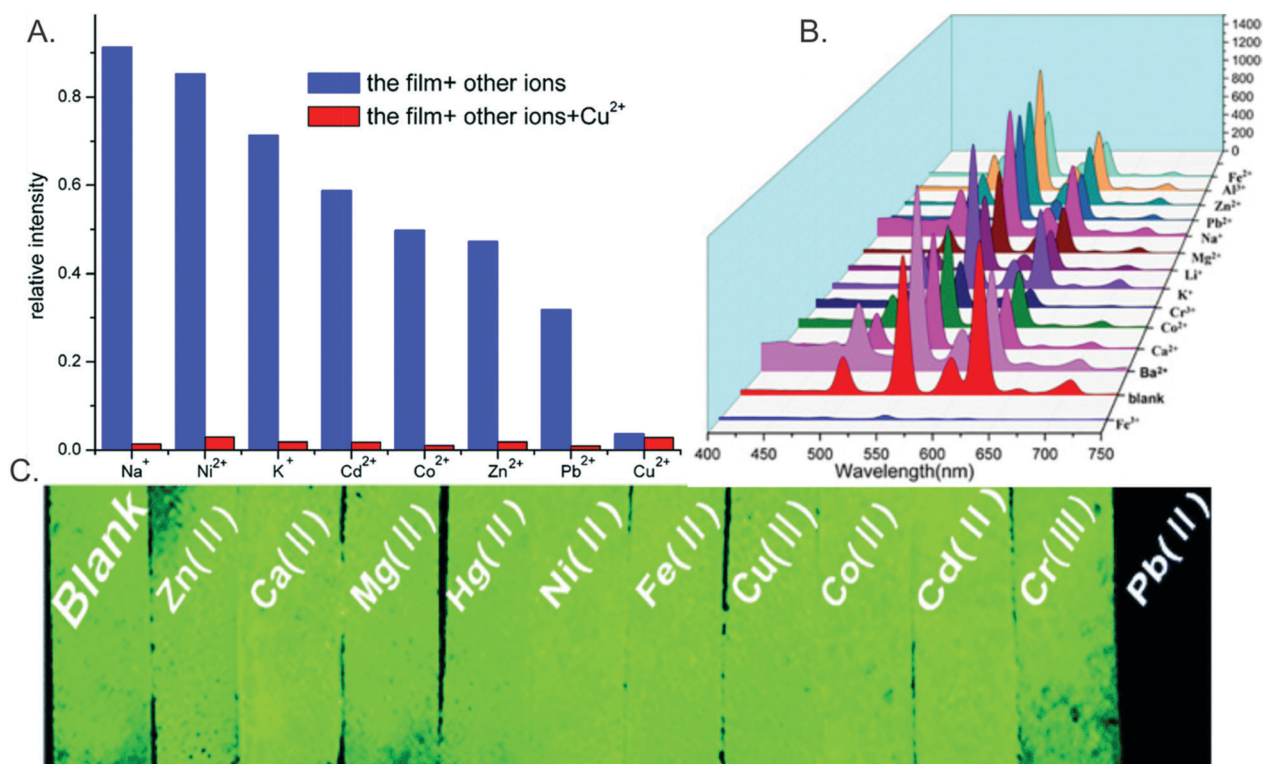 A.
relative intensity
0.8
0.6
0.4
0.2
0.0
the film+ other ions
the film+ other ions+Cu²⁺
Na⁺ Ni²⁺ K⁺ Cd²⁺ Co²⁺ Zn²⁺ Pb²⁺ Cu²⁺
B.
1400
1200
1000
800
600
400
200
0
Fe²⁺
Al³⁺
Zn²⁺
Pb²⁺
Na⁺
Mg²⁺
Li⁺
K⁺
Cr³⁺
Co²⁺
Ca²⁺
Ba²⁺
blank
Fe³⁺
400 450 500 550 600 650 700 750
Wavelength(nm)
C.
Blank Zn(II) Ca(II) Mg(II) Hg(II) Ni(II) Fe(II) Cu(II) Co(II) Cd(II) Cr(III) Pb(II)